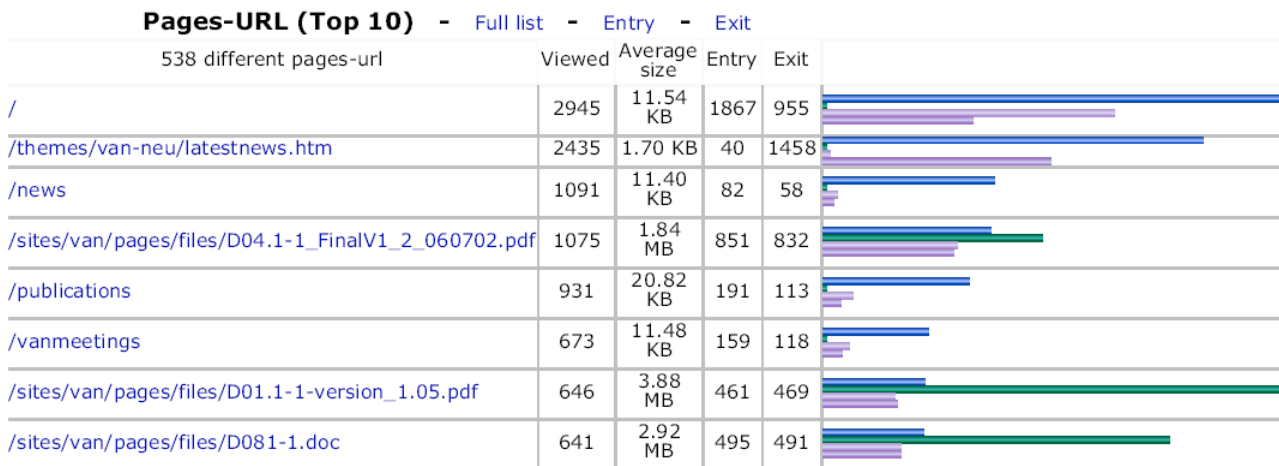 Pages-URL (Top 10) - Full list - Entry - Exit
538 different pages-url Viewed Average size Entry Exit
/ 2945 11.54 KB 1867 955
/themes/van-neu/latestnews.htm 2435 1.70 KB 40 1458
/news 1091 11.40 KB 82 58
/sites/van/pages/files/D04.1-1_FinalV1_2_060702.pdf 1075 1.84 MB 851 832
/publications 931 20.82 KB 191 113
/vanmeetings 673 11.48 KB 159 118
/sites/van/pages/files/D01.1-1-version_1.05.pdf 646 3.88 MB 461 469
/sites/van/pages/files/D081-1.doc 641 2.92 MB 495 491